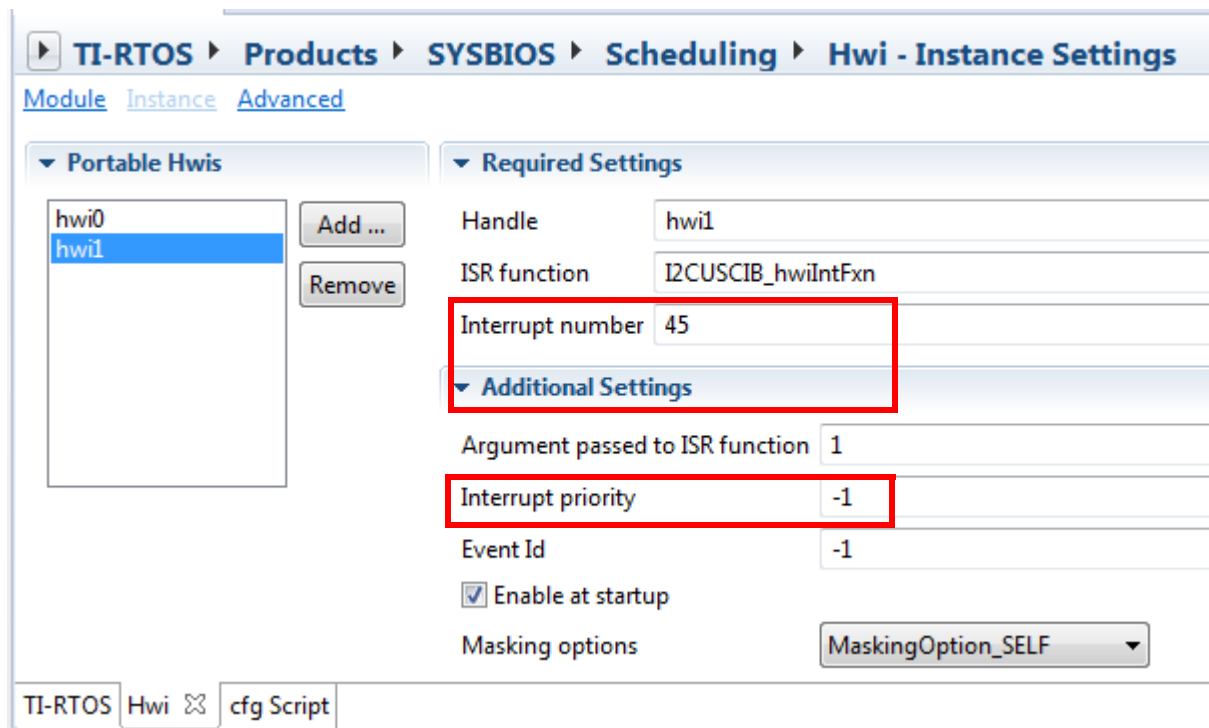 TI-RTOS Products SYSBIOS Scheduling Hwi - Instance Settings
Module Instance Advanced
Portable Hwis
hwi0
hwi1
Add ...
Remove
Required Settings
Handle hwi1
ISR function I2CUSCIB_hwiIntFxn
Interrupt number 45
Additional Settings
Argument passed to ISR function 1
Interrupt priority -1
Event Id -1
Enable at startup
Masking options MaskingOption_SELF
TI-RTOS Hwi cfg Script